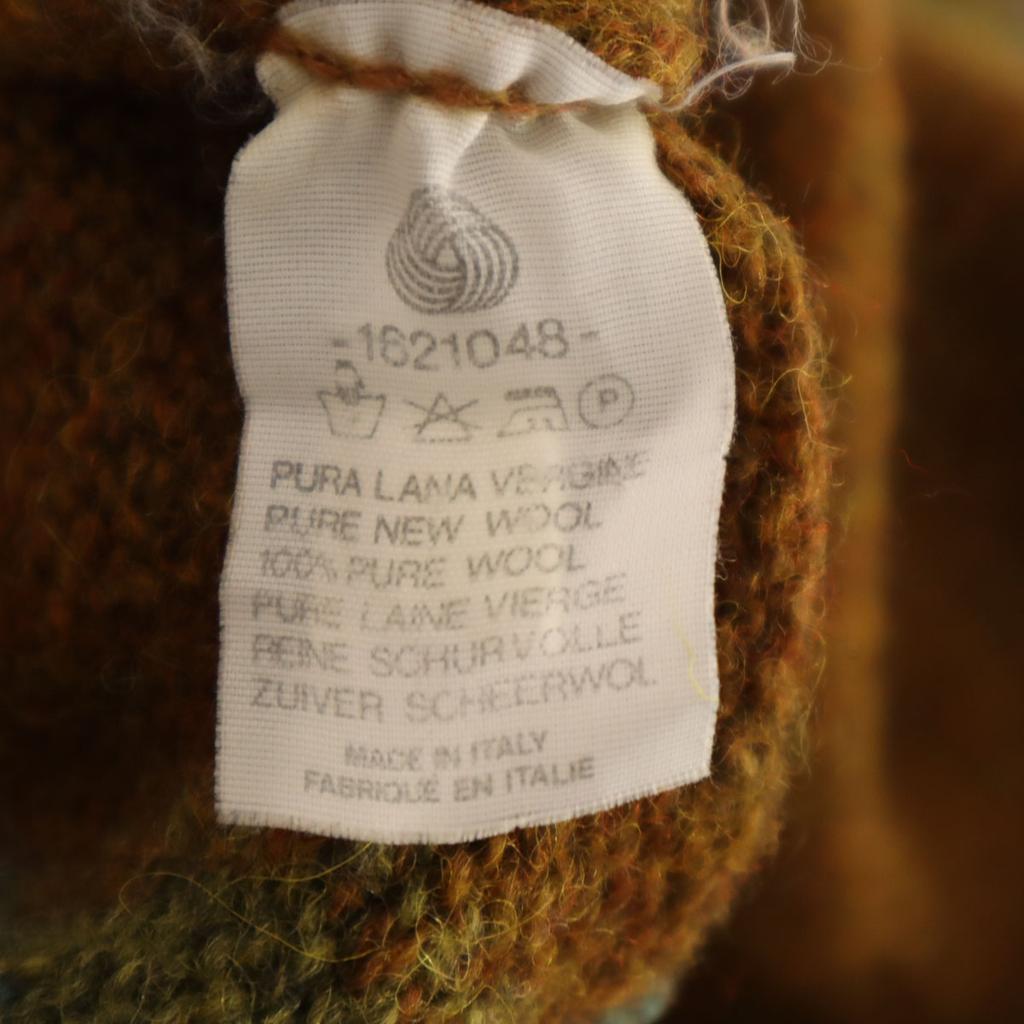 -1621048-
P
PURA LANA VERGINE
PURE NEW WOOL
100% PURE WOOL
PURE LAINE VIERGE
REINE SCHURWOLLE
ZUIVER SCHEERWOL
MADE IN ITALY
FABRIQUE EN ITALIE